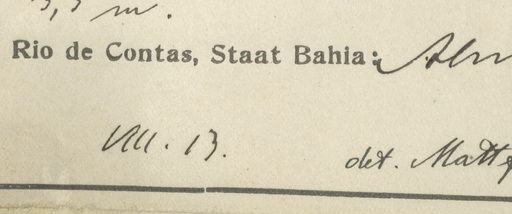 m.
Rio de Contas, Staat Bahia:
VIII. 13.
det.